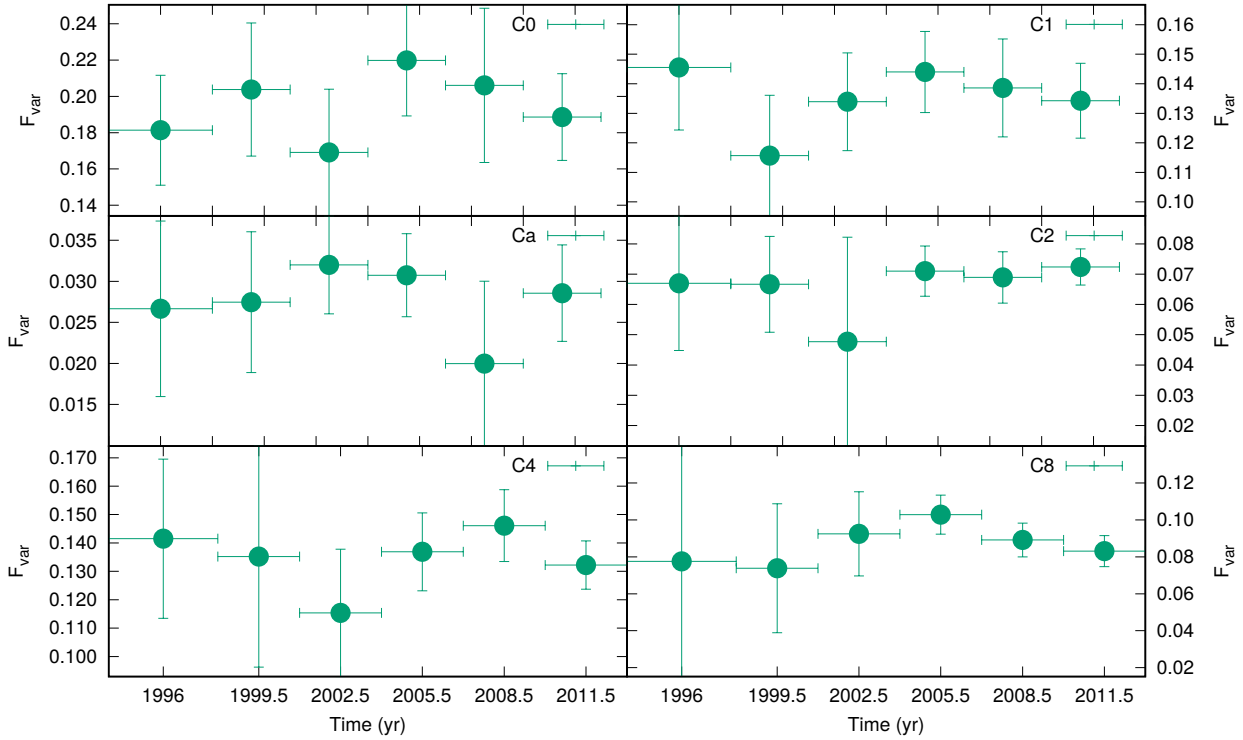 C0
0.24
0.22
0.20
0.18
0.16
0.14
F_var
C1
0.16
0.15
0.14
0.13
0.12
0.11
0.10
F_var
Ca
0.035
0.030
0.025
0.020
0.015
F_var
C2
0.08
0.07
0.06
0.05
0.04
0.03
0.02
F_var
C4
0.170
0.160
0.150
0.140
0.130
0.120
0.110
0.100
F_var
C8
0.12
0.10
0.08
0.06
0.04
0.02
F_var
1996 1999.5 2002.5 2005.5 2008.5 2011.5
Time (yr)
1996 1999.5 2002.5 2005.5 2008.5 2011.5
Time (yr)